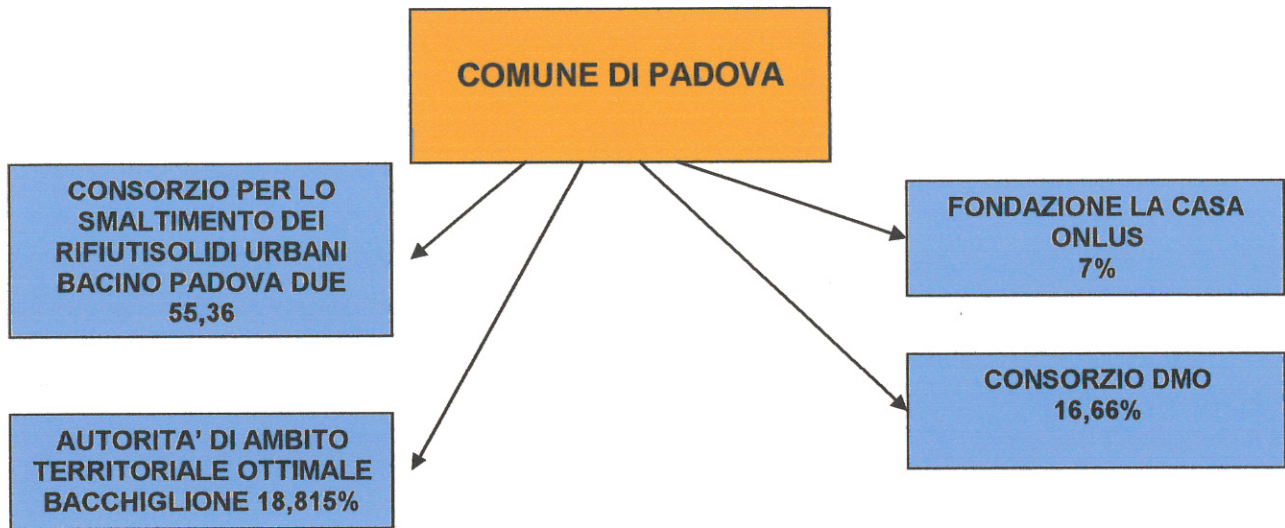 COMUNE DI PADOVA
CONSORZIO PER LO
SMALTIMENTO DEI
RIFIUTISOLIDI URBANI
BACINO PADOVA DUE
55,36
FONDAZIONE LA CASA
ONLUS
7%
CONSORZIO DMO
16,66%
AUTORITA’ DI AMBITO
TERRITORIALE OTTIMALE
BACCHIGLIONE 18,815%